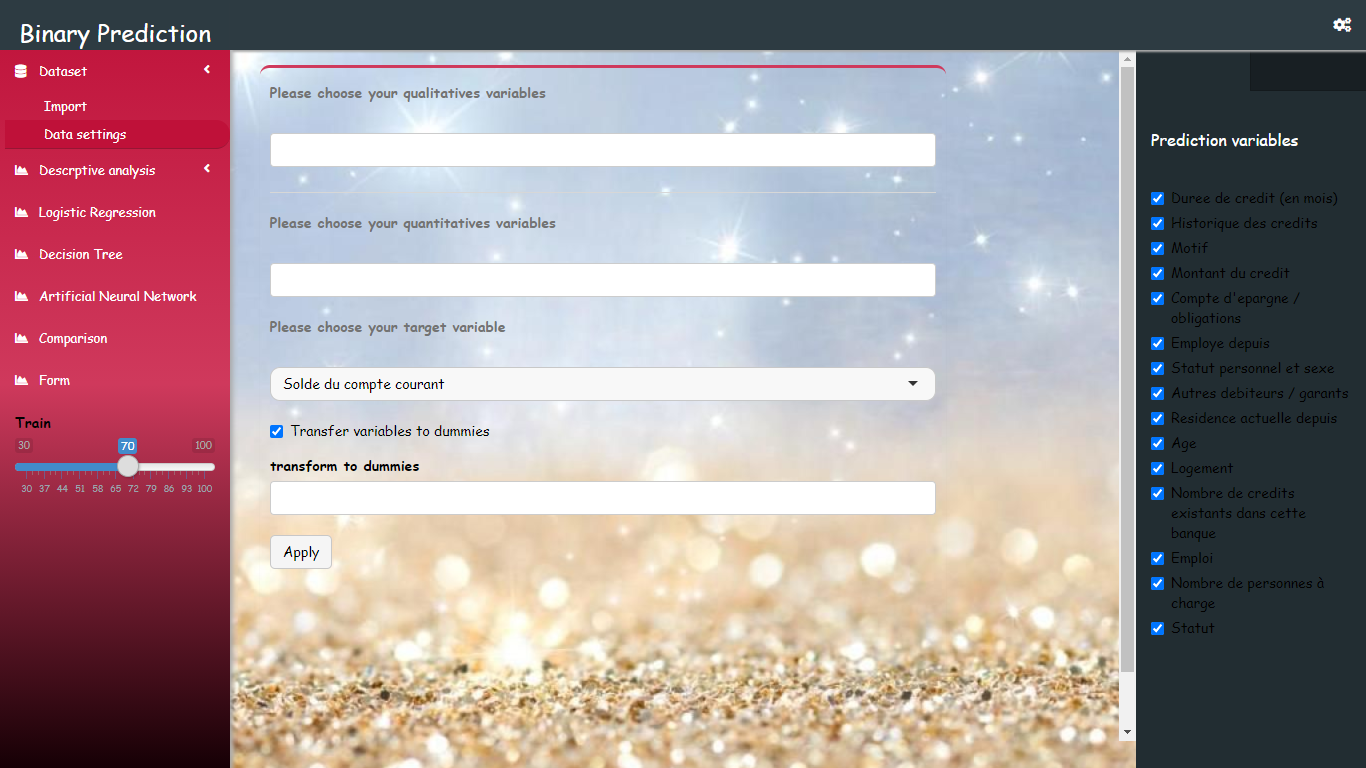 Binary Prediction
Dataset
Import
Data settings
Descrptive analysis
Logistic Regression
Decision Tree
Artificial Neural Network
Comparison
Form
Train
30 70 100
30 37 44 51 58 65 72 79 86 93 100
Please choose your qualitatives variables
Please choose your quantitatives variables
Please choose your target variable
Solde du compte courant
Transfer variables to dummies
transform to dummies
Apply
Prediction variables
Duree de credit (en mois)
Historique des credits
Motif
Montant du credit
Compte d'epargne /
obligations
Employe depuis
Statut personnel et sexe
Autres debiteurs / garants
Residence actuelle depuis
Age
Logement
Nombre de credits
existants dans cette
banque
Emploi
Nombre de personnes à
charge
Statut